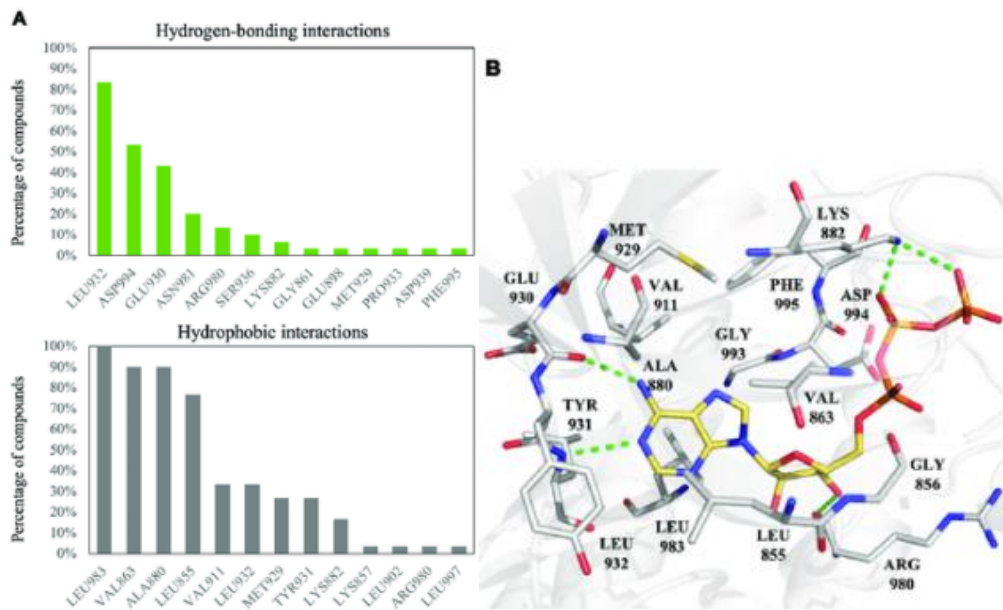 A
Hydrogen-bonding interactions
Percentage of compounds
100%
90%
80%
70%
60%
50%
40%
30%
20%
10%
0%
LEU932
ASP994
GLU930
ASN981
ARG980
SER936
LYS882
GLY861
GLU898
MET929
PRO933
ASP939
PHE995
Hydrophobic interactions
Percentage of compounds
100%
90%
80%
70%
60%
50%
40%
30%
20%
10%
0%
LEU983
VAL863
ALA880
LEU855
VAL911
LEU932
MET929
TYR931
LYS882
LYS857
LEU902
ARG980
LEU997
B
MET
929
LYS
882
GLU
930
VAL
911
PHE
995
ASP
994
GLY
993
ALA
880
VAL
863
TYR
931
GLY
856
LEU
983
LEU
855
LEU
932
ARG
980